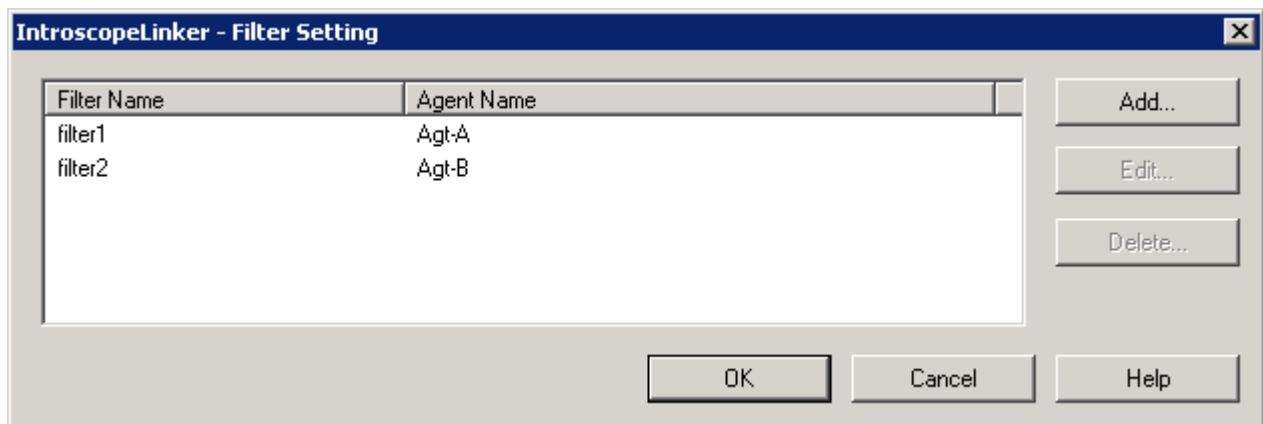 IntroscopeLinker - Filter Setting
Filter Name Agent Name
filter1 Agt-A
filter2 Agt-B
Add...
Edit...
Delete...
OK Cancel Help